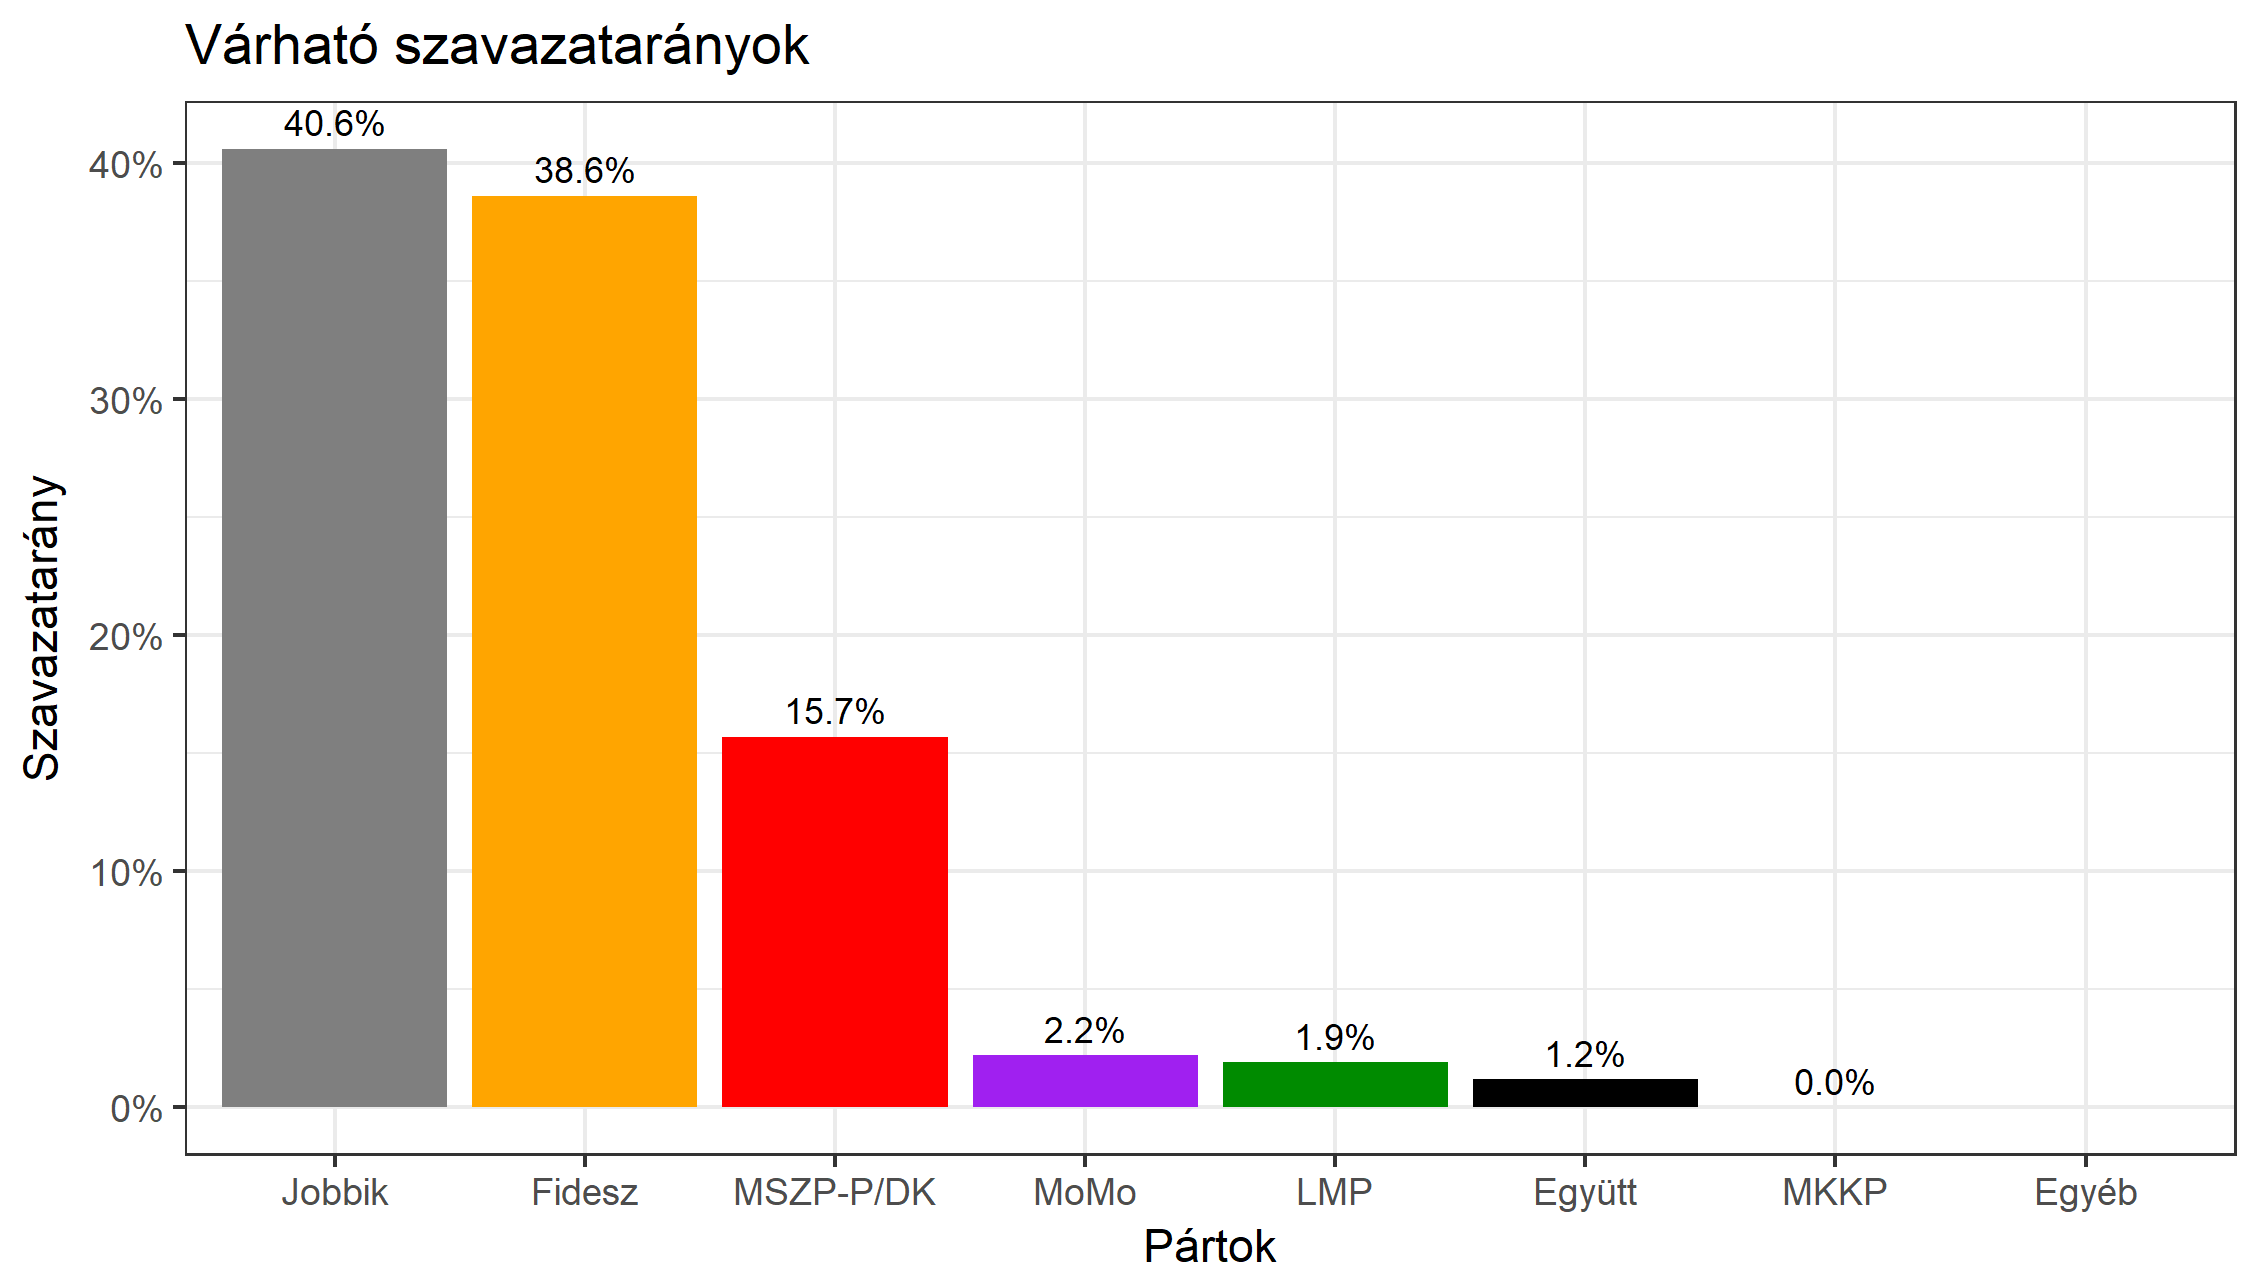 Várható szavazatarányok
40.6%
38.6%
15.7%
2.2%
1.9%
1.2%
0.0%
40%
30%
20%
10%
0%
Szavazatarány
Jobbik
Fidesz
MSZP-P/DK
MoMo
LMP
Együtt
MKKP
Egyéb
Pártok